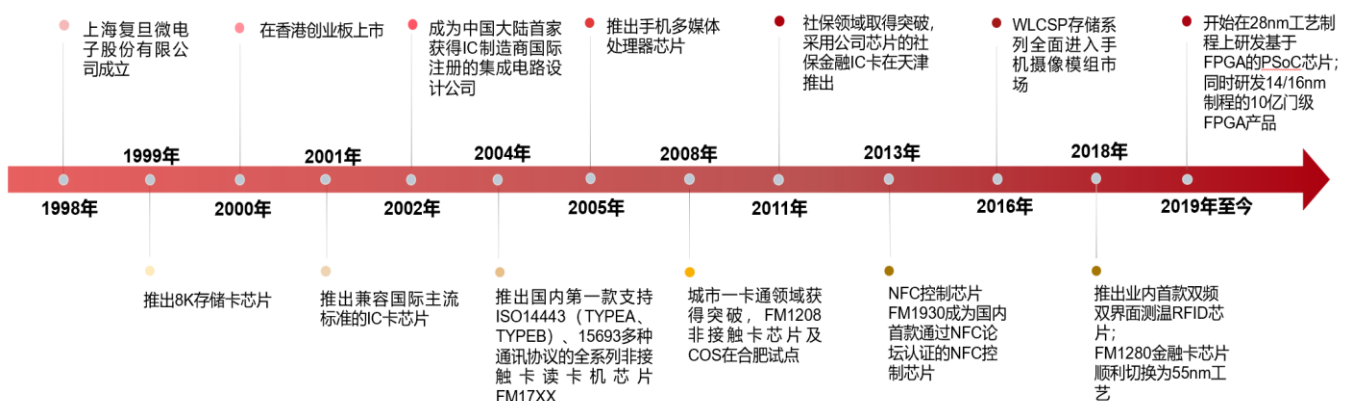 上海复旦微电
子股份有限公
司成立
在香港创业板上市
成为中国大陆首家
获得IC制造商国际
注册的集成电路设
计公司
推出手机多媒体
处理器芯片
社保领域取得突破，
采用公司芯片的社
保金融IC卡在天津
推出
WLCSP存储系
列全面进入手
机摄像模组市
场
开始在28nm工艺制
程上研发基于
FPGA的PSoC芯片；
同时研发14/16nm
制程的10亿门级
FPGA产品
1999年
2001年
2004年
2008年
2013年
2018年
1998年
2000年
2002年
2005年
2011年
2016年
2019年至今
推出8K存储卡芯片
推出兼容国际主流
标准的IC卡芯片
推出国内第一款支持
ISO14443（TYPEA、
TYPEB）、15693多种
通讯协议的全系列非接
触卡读卡机芯片
FM17XX
城市一卡通领域获
得突破，FM1208
非接触卡芯片及
COS在合肥试点
NFC控制芯片
FM1930成为国内
首款通过NFC论
坛认证的NFC控
制芯片
推出业内首款双频
双界面测温RFID芯
片；
FM1280金融卡芯片
顺利切换为55nm工
艺